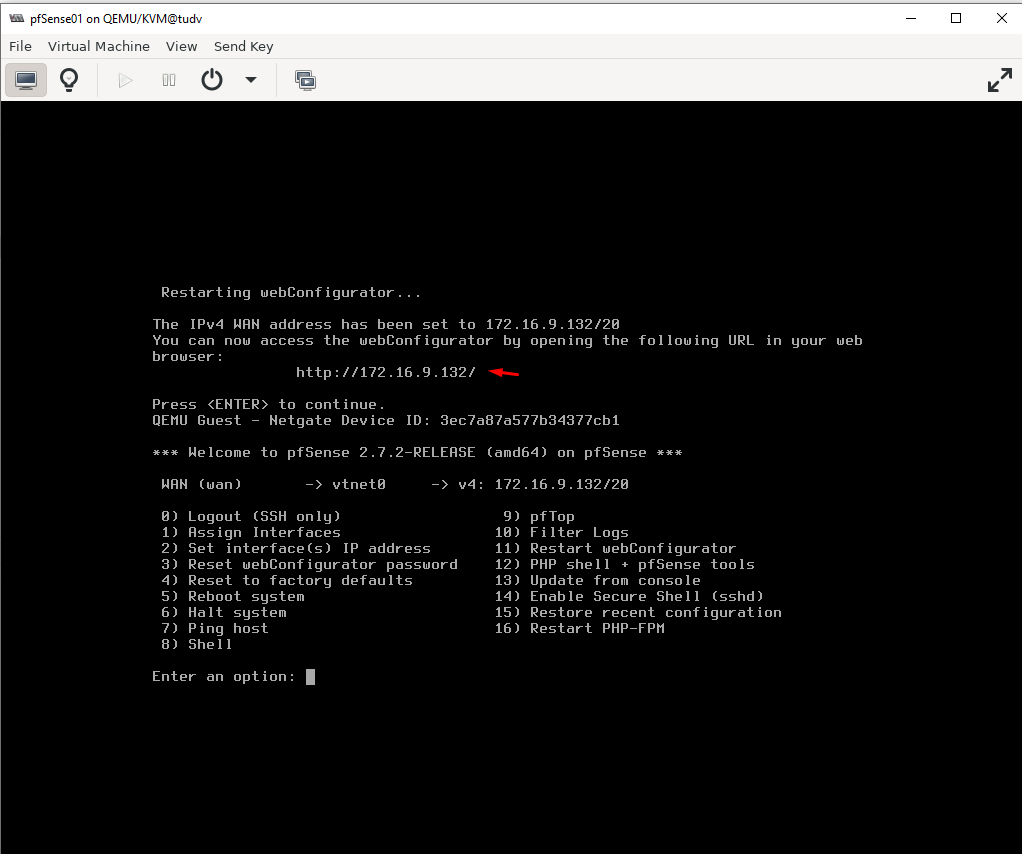 pfSense01 on QEMU/KVM@tudv
File Virtual Machine View Send Key
Restarting webConfigurator...
The IPv4 WAN address has been set to 172.16.9.132/20
You can now access the webConfigurator by opening the following URL in your web
browser:
http://172.16.9.132/
Press <ENTER> to continue.
QEMU Guest - Netgate Device ID: 3ec7a87a577b34377cb1
*** Welcome to pfSense 2.7.2-RELEASE (amd64) on pfSense ***
WAN (wan) -> vtnet0 -> v4: 172.16.9.132/20
0) Logout (SSH only) 9) pfTop
1) Assign Interfaces 10) Filter Logs
2) Set interface(s) IP address 11) Restart webConfigurator
3) Reset webConfigurator password 12) PHP shell + pfSense tools
4) Reset to factory defaults 13) Update from console
5) Reboot system 14) Enable Secure Shell (sshd)
6) Halt system 15) Restore recent configuration
7) Ping host 16) Restart PHP-FPM
8) Shell
Enter an option: